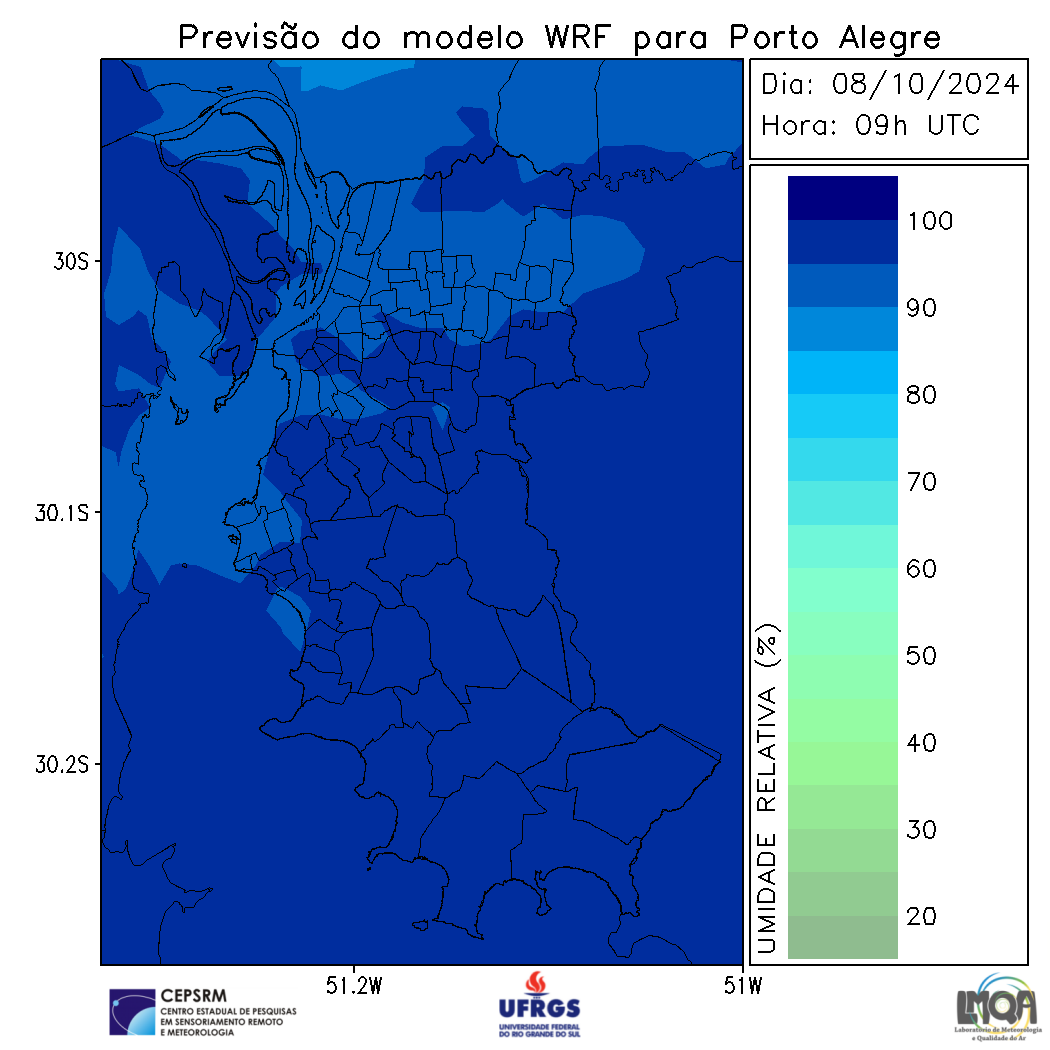 Previsão do modelo WRF para Porto Alegre
Dia: 08/10/2024
Hora: 09h UTC
30S
30.1S
30.2S
51.2W
51W
100
90
80
70
60
50
40
30
20
UMIDADE RELATIVA (%)
CEPSRM
CENTRO ESTADUAL DE PESQUISAS
EM SENSORIAMENTO REMOTO
E METEOROLOGIA
UFRGS
UNIVERSIDADE FEDERAL
DO RIO GRANDE DO SUL
LMQA
Laboratório de Meteorologia
e Qualidade do Ar